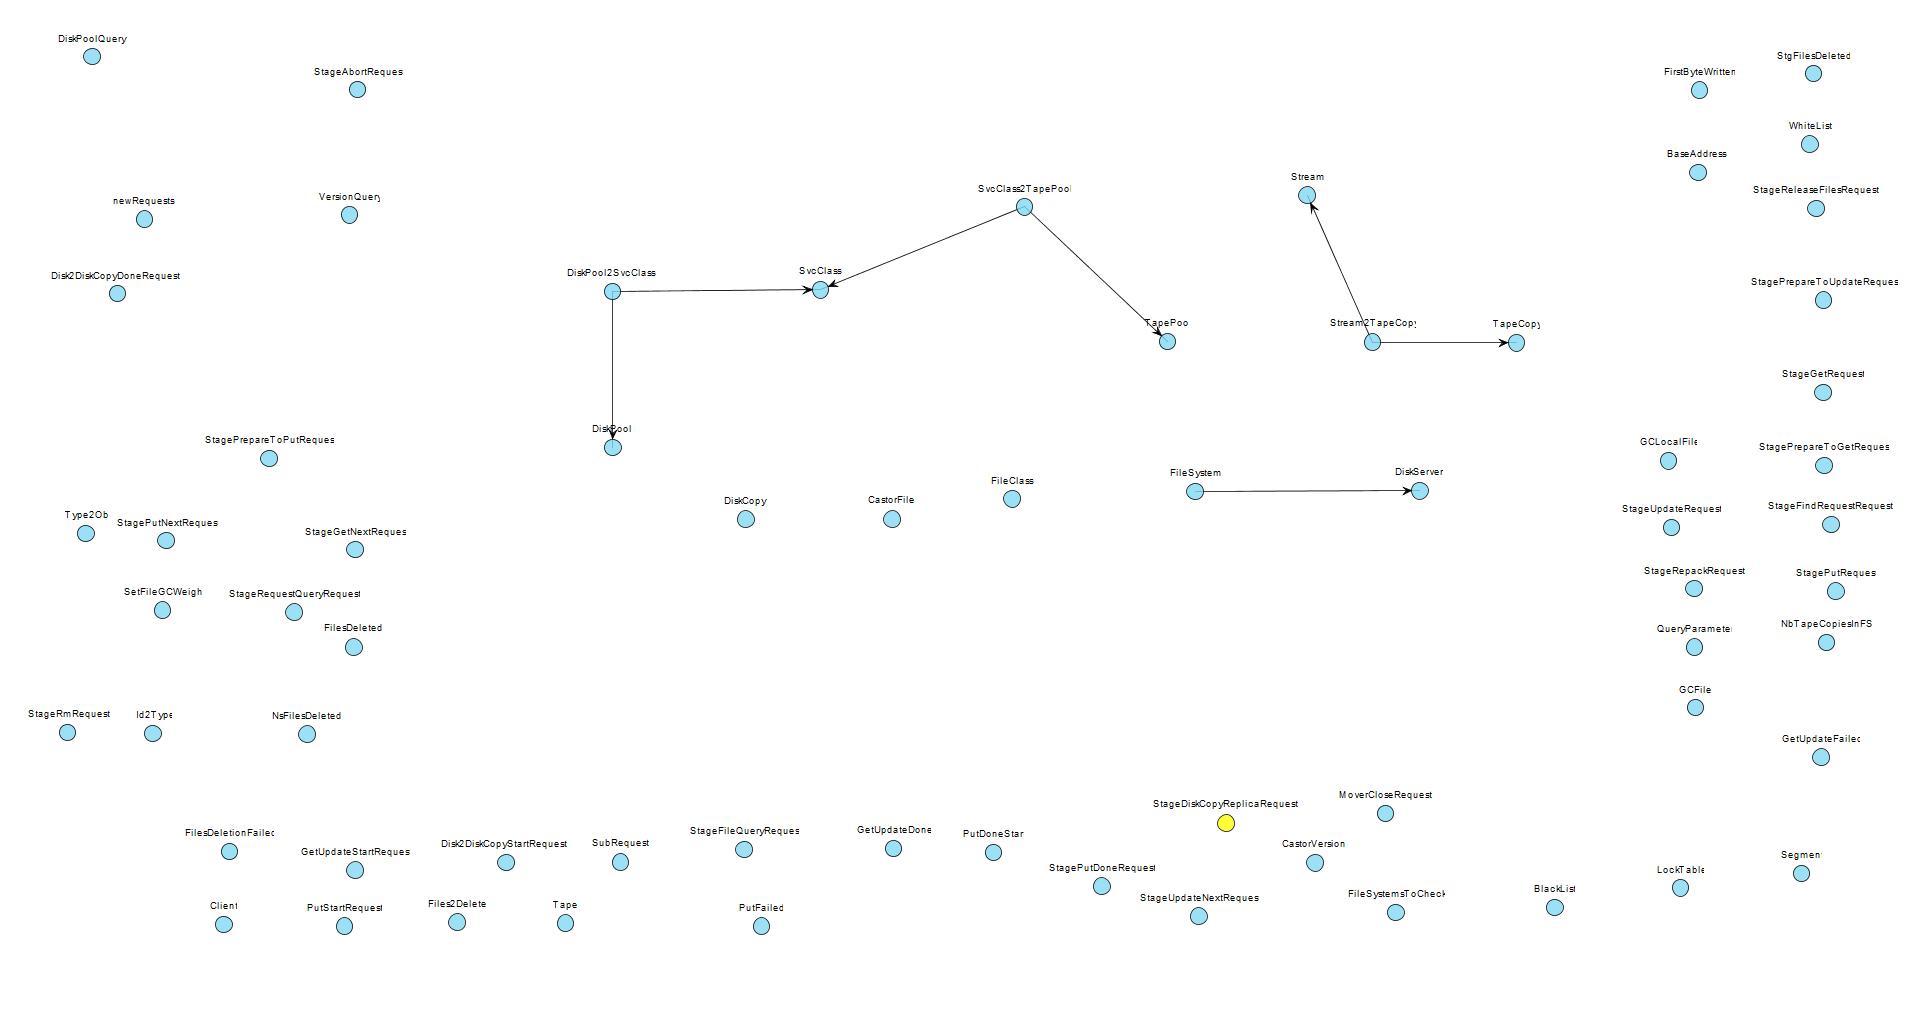 DiskPoolQuery
StageAbortReques
StgFilesDeleted
FirstByteWritten
WhiteList
BaseAddress
StageReleaseFilesRequest
newRequests
VersionQuery
SvcClass2TapePool
Stream
Disk2DiskCopyDoneRequest
DiskPool2SvcClass
SvcClass
StagePrepareToUpdateReques
TapePoo
Stream2TapeCopy
TapeCopy
StageGetRequest
StagePrepareToPutReques
DiskPool
GCLocalFile
StagePrepareToGetReques
FileSystem
DiskServer
FileClass
DiskCopy
CastorFile
StageUpdateRequest
StageFindRequestRequest
Type2Ob
StagePutNextReques
StageGetNextReques
StageRepackRequest
StagePutReques
SetFileGCWeigh
StageRequestQueryRequest
FilesDeleted
QueryParamete
NbTapeCopiesInFS
GCFile
StageRmRequest
Id2Type
NsFilesDeleted
GetUpdateFailed
StageDiskCopyReplicaRequest
MoverCloseRequest
FilesDeletionFailed
GetUpdateStartReques
Disk2DiskCopyStartRequest
SubRequest
StageFileQueryReques
GetUpdateDone
PutDoneStar
CastorVersion
StagePutDoneRequest
LockTable
Segmen
Client
PutStartRequest
Files2Delete
Tape
PutFailed
StageUpdateNextReques
FileSystemsToCheck
BlackList